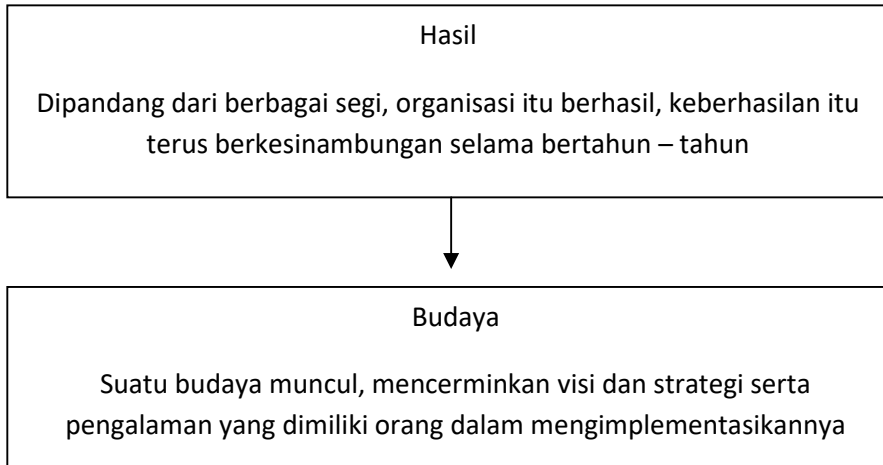 Hasil
Dipandang dari berbagai segi, organisasi itu berhasil, keberhasilan itu
terus berkesinambungan selama bertahun – tahun
Budaya
Suatu budaya muncul, mencerminkan visi dan strategi serta
pengalaman yang dimiliki orang dalam mengimplementasikannya